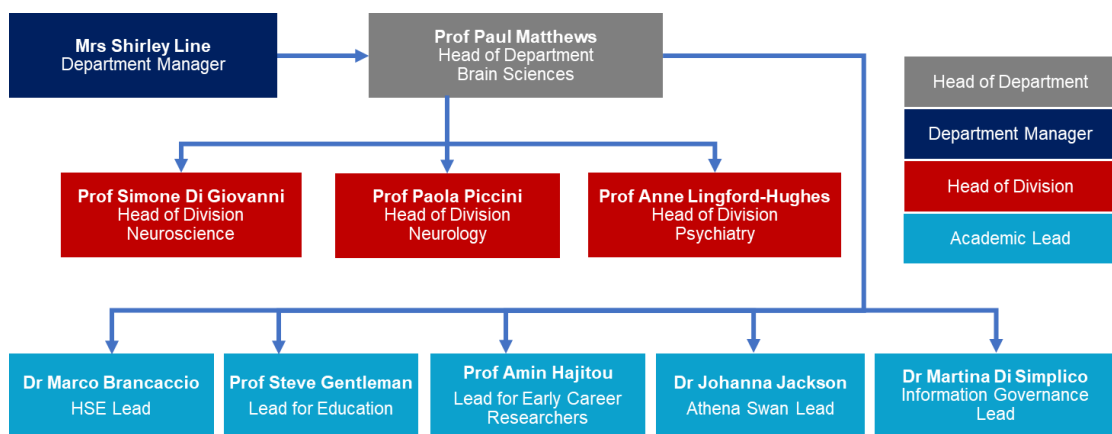 Mrs Shirley Line
Department Manager
Prof Paul Matthews
Head of Department
Brain Sciences
Head of Department
Department Manager
Head of Division
Academic Lead
Prof Simone Di Giovanni
Head of Division
Neuroscience
Prof Paola Piccini
Head of Division
Neurology
Prof Anne Lingford-Hughes
Head of Division
Psychiatry
Dr Marco Brancaccio
HSE Lead
Prof Steve Gentleman
Lead for Education
Prof Amin Hajitou
Lead for Early Career
Researchers
Dr Johanna Jackson
Athena Swan Lead
Dr Martina Di Simplico
Information Governance
Lead